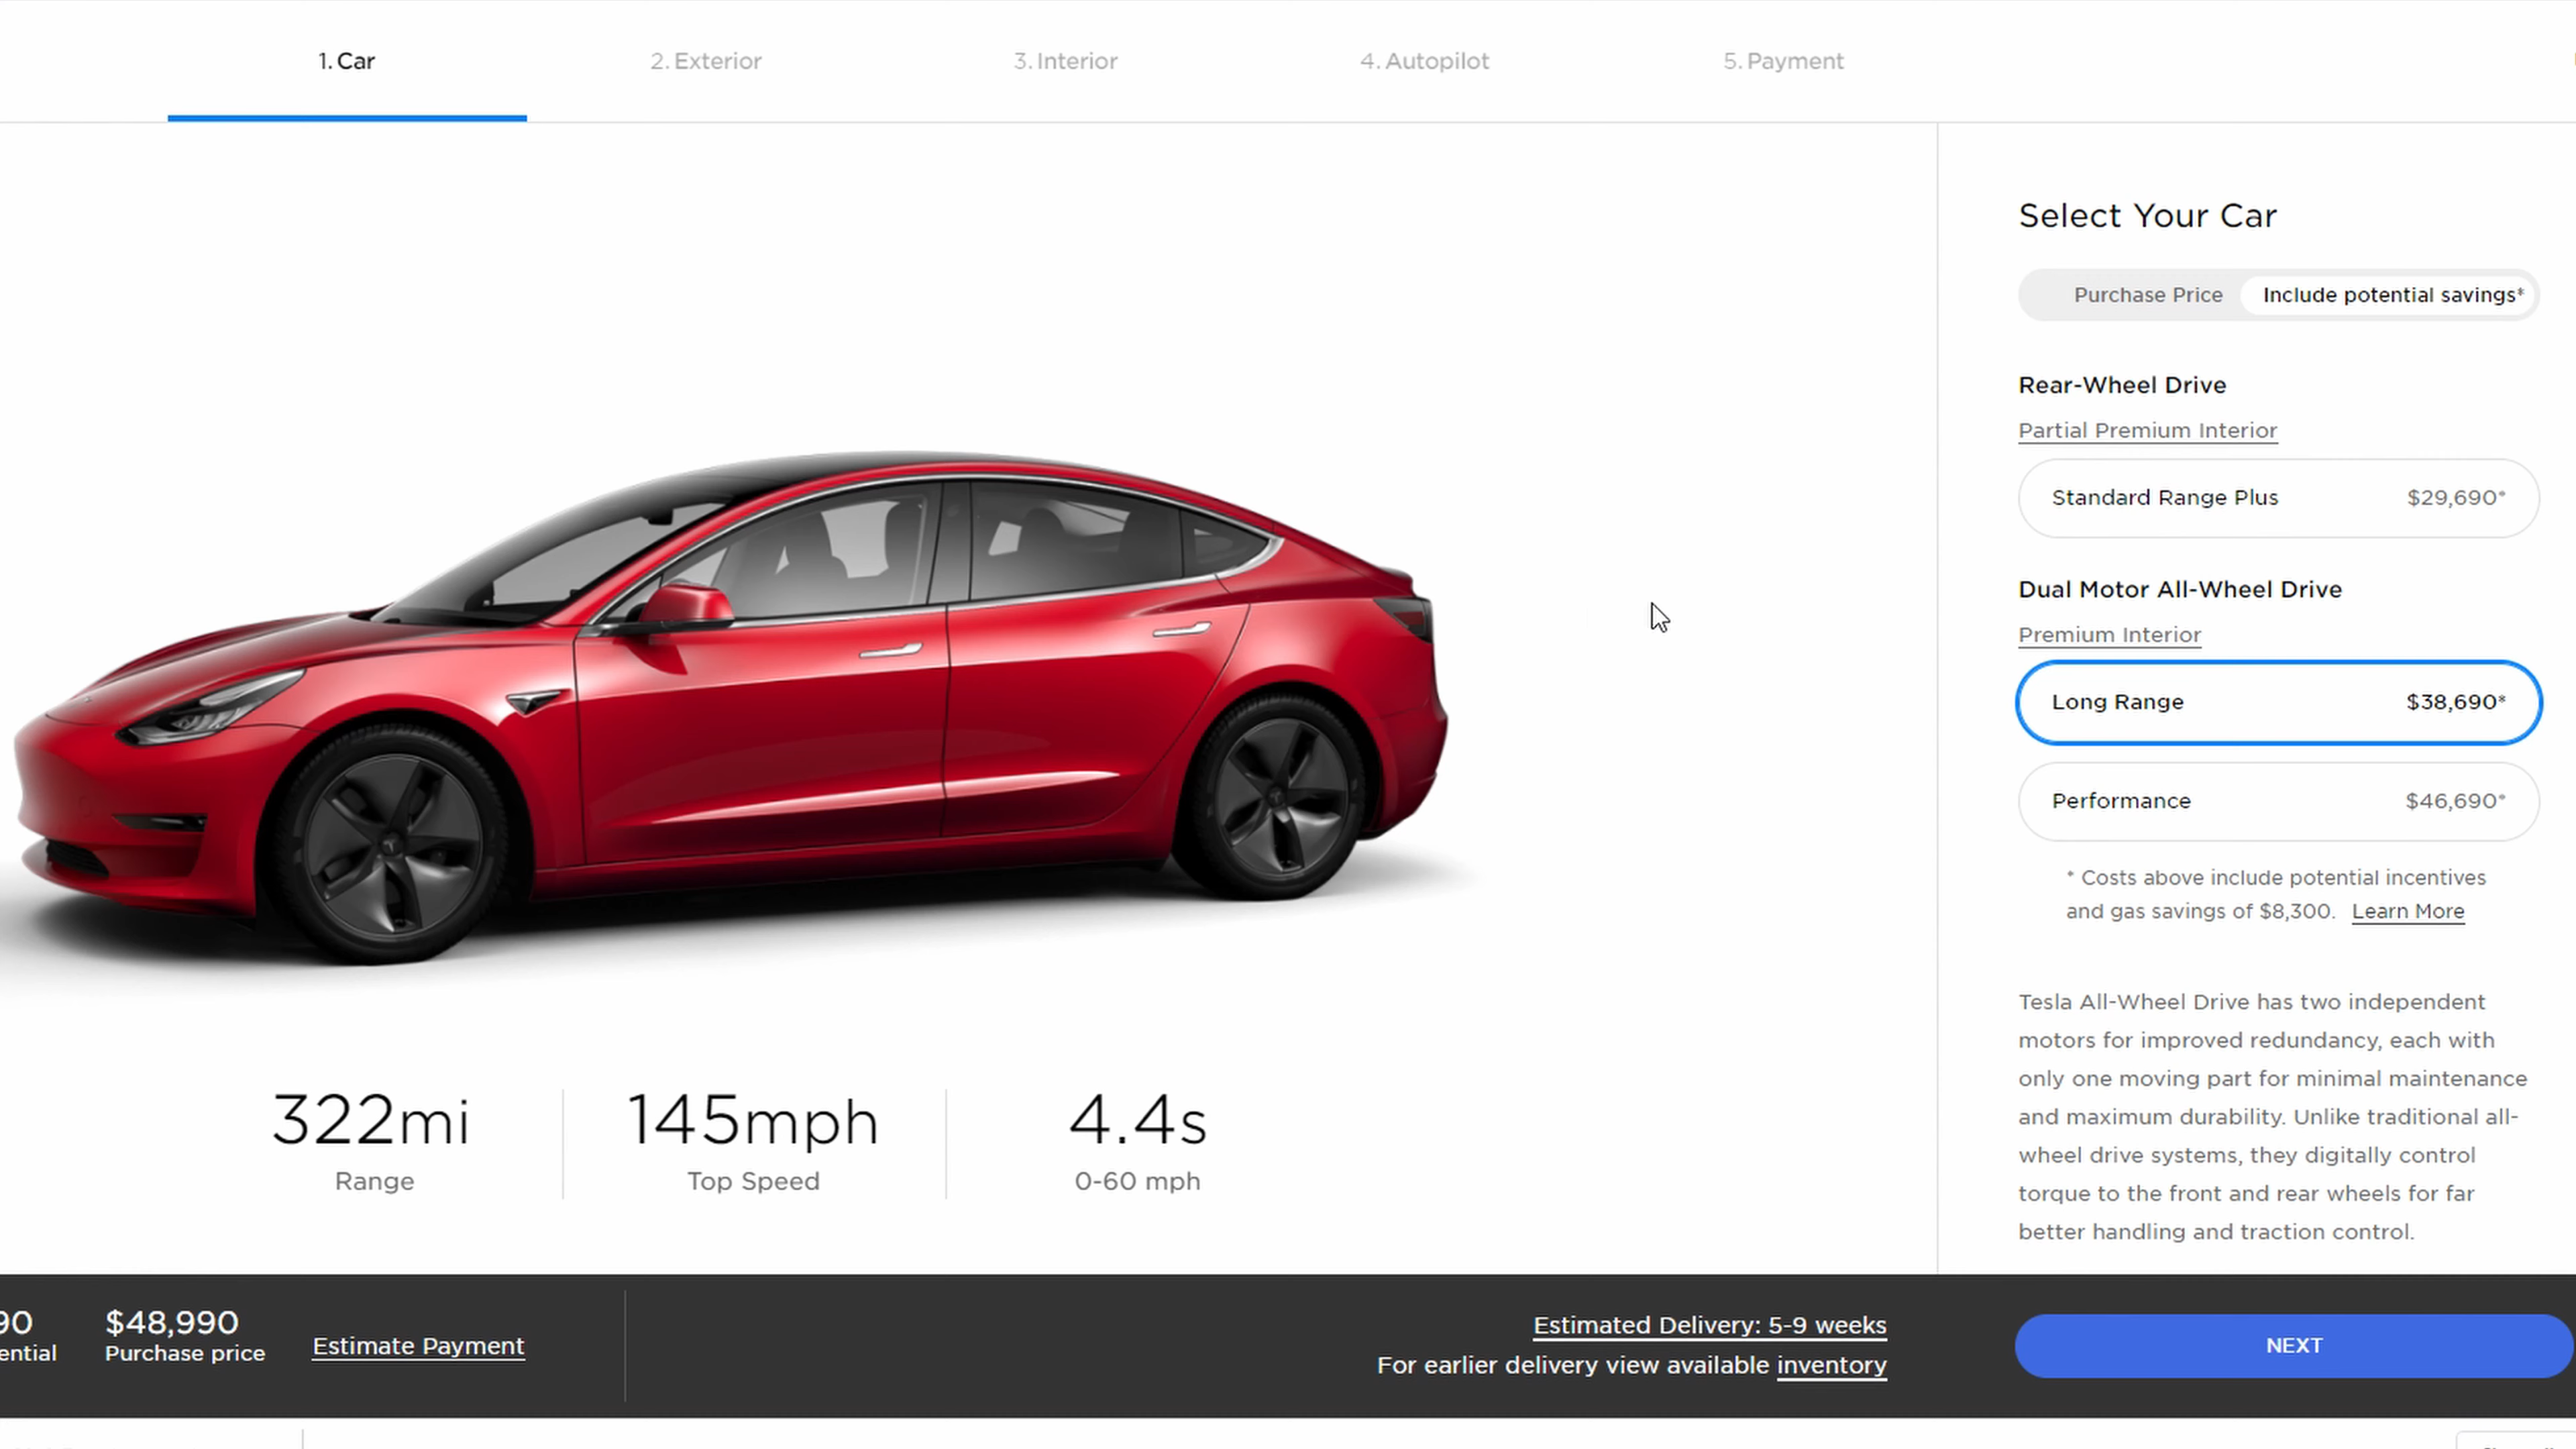 1. Car
2. Exterior
3. Interior
4. Autopilot
5. Payment
Select Your Car
Purchase Price
Include potential savings*
Rear-Wheel Drive
Partial Premium Interior
Standard Range Plus $29,690*
Dual Motor All-Wheel Drive
Premium Interior
Long Range $38,690*
Performance $46,690*
* Costs above include potential incentives
and gas savings of $8,300. Learn More
Tesla All-Wheel Drive has two independent
motors for improved redundancy, each with
only one moving part for minimal maintenance
and maximum durability. Unlike traditional all-
wheel drive systems, they digitally control
torque to the front and rear wheels for far
better handling and traction control.
322mi
Range
145mph
Top Speed
4.4s
0-60 mph
90
ential
$48,990
Purchase price
Estimate Payment
Estimated Delivery: 5-9 weeks
For earlier delivery view available inventory
NEXT